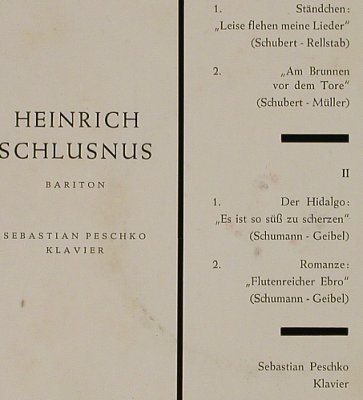 HEINRICH
SCHLUSNUS
BARITON
SEBASTIAN PESCHKO
KLAVIER
1. Ständchen:
„Leise flehen meine Lieder“
(Schubert - Rellstab)
2. „Am Brunnen
vor dem Tore“
(Schubert - Müller)
II
1. Der Hidalgo:
„Es ist so süß zu scherzen“
(Schumann - Geibel)
2. Romanze:
„Flutenreicher Ebro“
(Schumann - Geibel)
Sebastian Peschko
Klavier